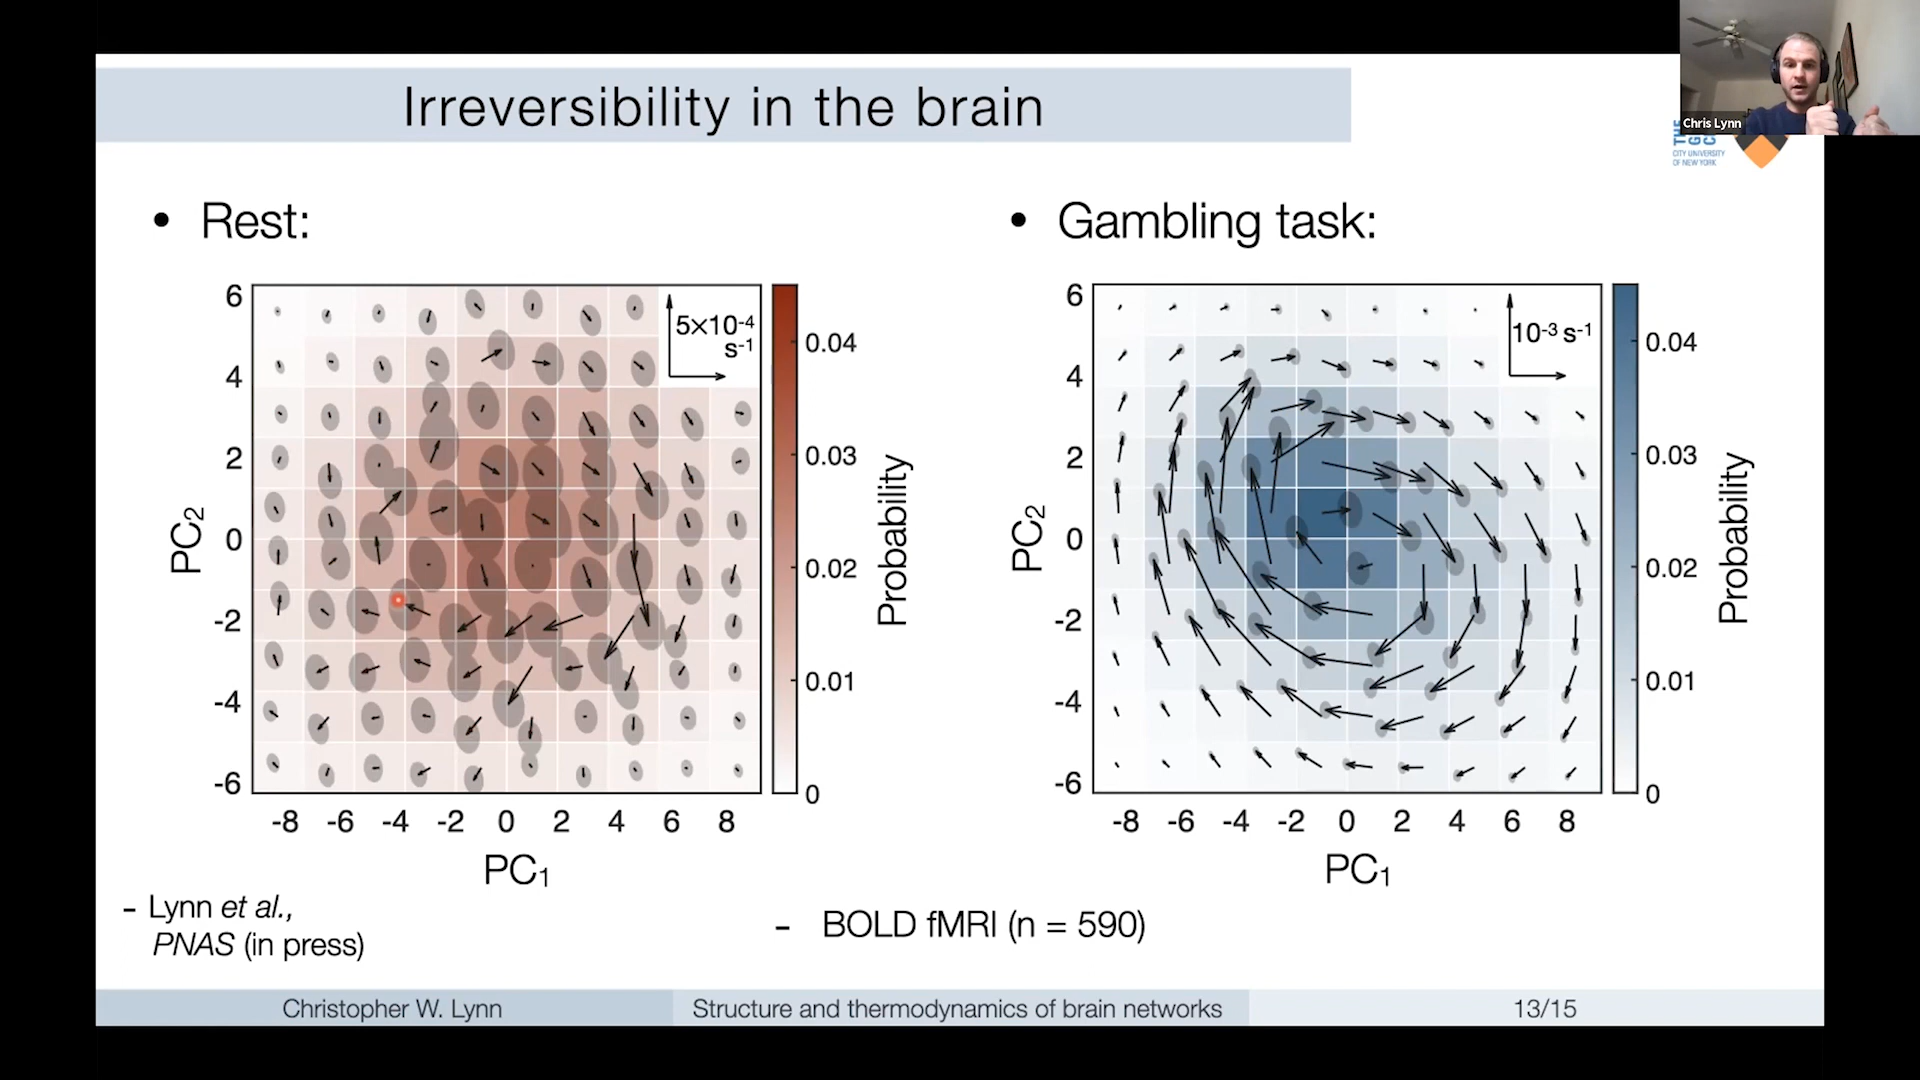 Irreversibility in the brain
Chris Lynn
THE
CITY UNIVERSITY
OF NEW YORK
• Rest:
6
4
2
0
-2
-4
-6
PC₂
5×10⁻⁴
s⁻¹
-8 -6 -4 -2 0 2 4 6 8
PC₁
0.04
0.03
0.02
0.01
0
Probability
• Gambling task:
6
4
2
0
-2
-4
-6
PC₂
10⁻³ s⁻¹
-8 -6 -4 -2 0 2 4 6 8
PC₁
0.04
0.03
0.02
0.01
0
Probability
- Lynn et al.,
PNAS (in press)
- BOLD fMRI (n = 590)
Christopher W. Lynn
Structure and thermodynamics of brain networks
13/15